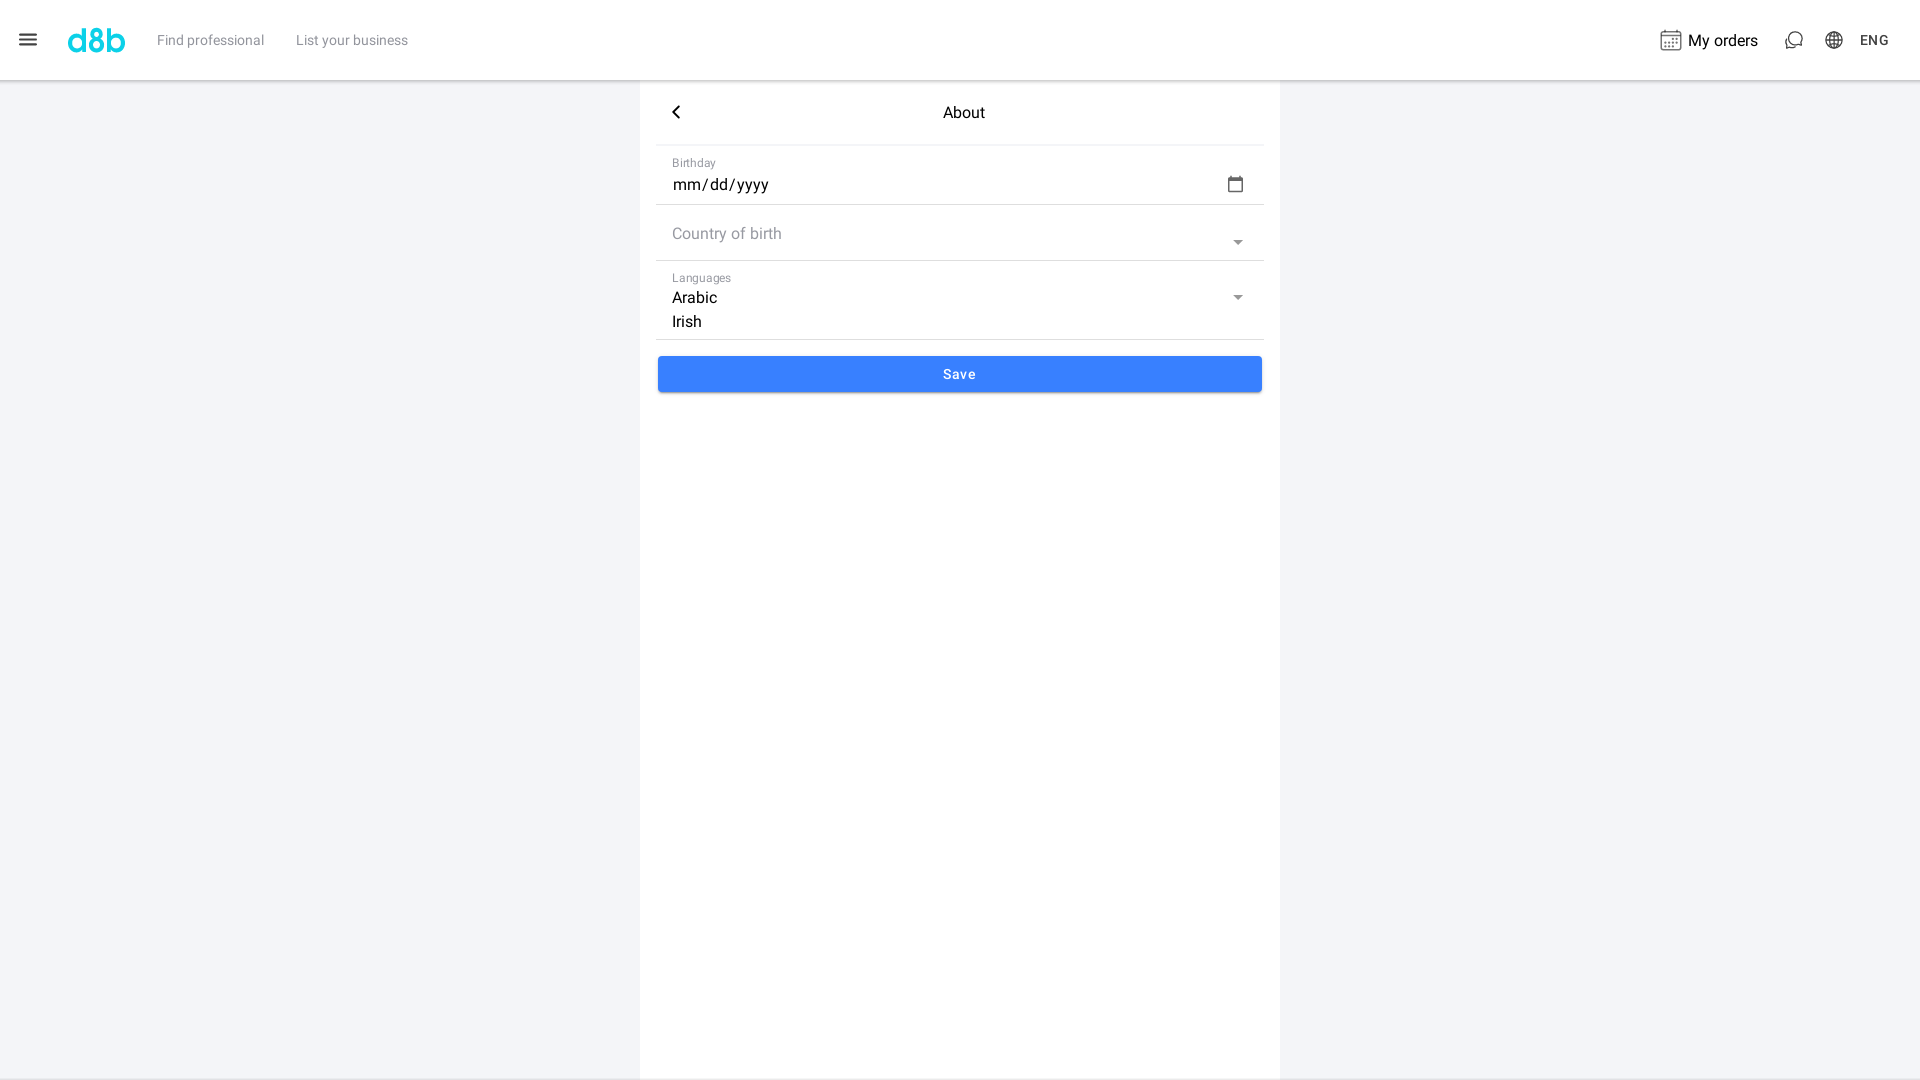 d8b
Find professional
List your business
My orders
ENG
About
Birthday
mm/dd/yyyy
Country of birth
Languages
Arabic
Irish
Save